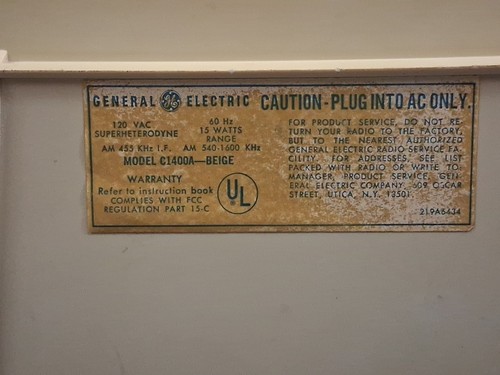 GENERAL GE ELECTRIC
120 VAC 60 Hz
SUPERHETERODYNE 15 WATTS
RANGE
AM 455 KHz I.F. AM 540-1600 KHz
MODEL C1400A—BEIGE
WARRANTY
Refer to instruction book
COMPLIES WITH FCC
REGULATION PART 15-C
UL
CAUTION - PLUG INTO AC ONLY.
FOR PRODUCT SERVICE, DO NOT RE-
TURN YOUR RADIO TO THE FACTORY,
BUT TO THE NEAREST AUTHORIZED
GENERAL ELECTRIC RADIO SERVICE FA-
CILITY. FOR ADDRESSES, SEE LIST
PACKED WITH RADIO OR WRITE TO
MANAGER, PRODUCT SERVICE, GEN-
ERAL ELECTRIC COMPANY, 609 OSCAR
STREET, UTICA, N.Y. 13501.
219A6434